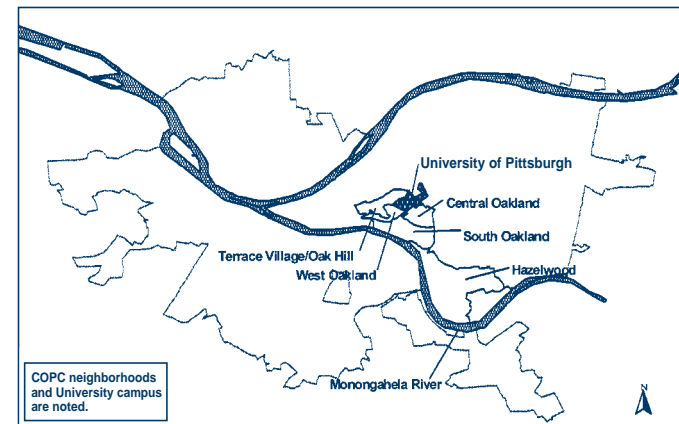 University of Pittsburgh
Central Oakland
South Oakland
Terrace Village/Oak Hill
West Oakland
Hazelwood
Monongahela River
COPC neighborhoods
and University campus
are noted.
N